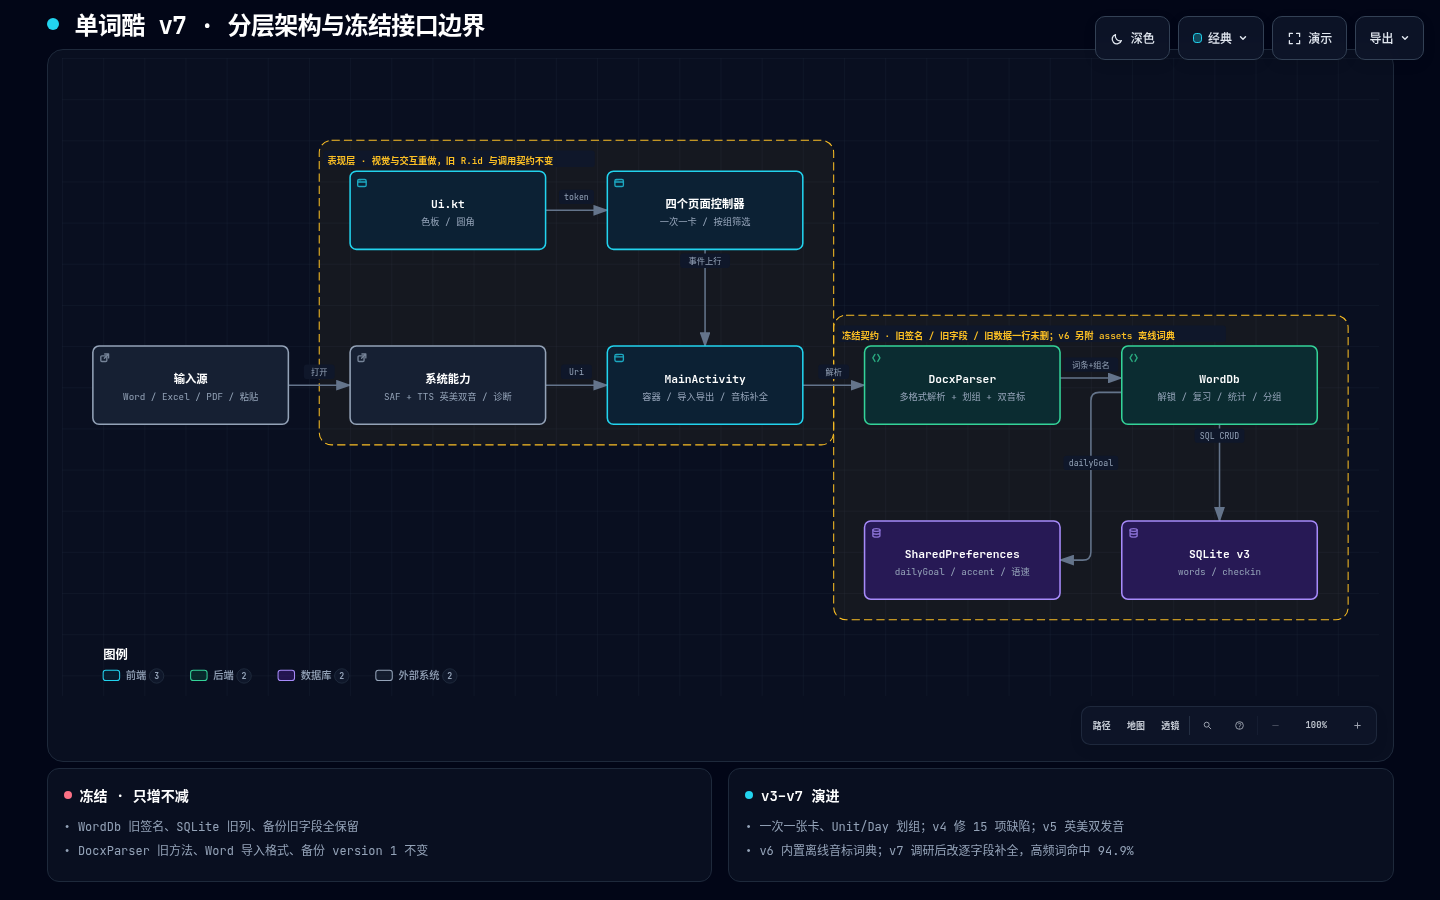 单词酷 v7 · 分层架构与冻结接口边界
深色
经典
演示
导出
表现层 · 视觉与交互重做，旧 R.id 与调用契约不变
Ui.kt
色板 / 圆角
token
四个页面控制器
一次一卡 / 按组筛选
事件上行
冻结契约 · 旧签名 / 旧字段 / 旧数据一行未删；v6 另附 assets 离线词典
输入源
Word / Excel / PDF / 粘贴
打开
系统能力
SAF + TTS 英美双音 / 诊断
Uri
MainActivity
容器 / 导入导出 / 音标补全
解析
DocxParser
多格式解析 + 划组 + 双音标
词条+组名
WordDb
解锁 / 复习 / 统计 / 分组
SQL CRUD
dailyGoal
SharedPreferences
dailyGoal / accent / 语速
SQLite v3
words / checkin
图例
前端 3
后端 2
数据库 2
外部系统 2
路径
地图
透镜
100%
冻结 · 只增不减
• WordDb 旧签名、SQLite 旧列、备份旧字段全保留
• DocxParser 旧方法、Word 导入格式、备份 version 1 不变
v3–v7 演进
• 一次一张卡、Unit/Day 划组；v4 修 15 项缺陷；v5 英美双发音
• v6 内置离线音标词典；v7 调研后改逐字段补全，高频词命中 94.9%